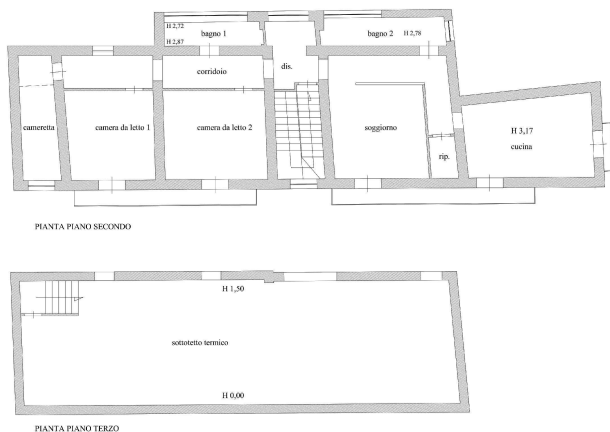 H 2,72
bagno 1
bagno 2
H 2,78
H 2,87
corridoio
dis.
cameretta
camera da letto 1
camera da letto 2
soggiorno
H 3,17
cucina
rip.
PIANTA PIANO SECONDO
H 1,50
sottotetto termico
H 0,00
PIANTA PIANO TERZO